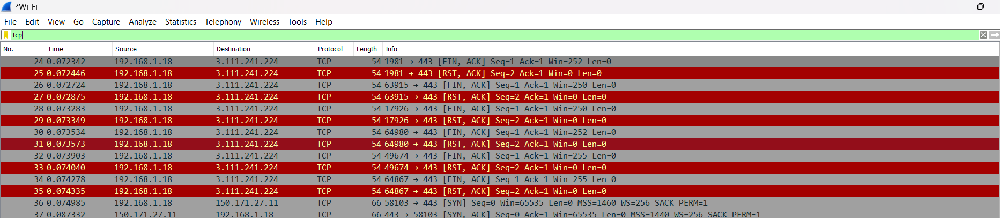 *Wi-Fi
File Edit View Go Capture Analyze Statistics Telephony Wireless Tools Help
tcp
No. Time Source Destination Protocol Length Info
24 0.072342 192.168.1.18 3.111.241.224 TCP 54 1981 → 443 [FIN, ACK] Seq=1 Ack=1 Win=252 Len=0
25 0.072446 192.168.1.18 3.111.241.224 TCP 54 1981 → 443 [RST, ACK] Seq=2 Ack=1 Win=0 Len=0
26 0.072724 192.168.1.18 3.111.241.224 TCP 54 63915 → 443 [FIN, ACK] Seq=1 Ack=1 Win=250 Len=0
27 0.072875 192.168.1.18 3.111.241.224 TCP 54 63915 → 443 [RST, ACK] Seq=2 Ack=1 Win=0 Len=0
28 0.073283 192.168.1.18 3.111.241.224 TCP 54 17926 → 443 [FIN, ACK] Seq=1 Ack=1 Win=250 Len=0
29 0.073349 192.168.1.18 3.111.241.224 TCP 54 17926 → 443 [RST, ACK] Seq=2 Ack=1 Win=0 Len=0
30 0.073534 192.168.1.18 3.111.241.224 TCP 54 64980 → 443 [FIN, ACK] Seq=1 Ack=1 Win=252 Len=0
31 0.073573 192.168.1.18 3.111.241.224 TCP 54 64980 → 443 [RST, ACK] Seq=2 Ack=1 Win=0 Len=0
32 0.073903 192.168.1.18 3.111.241.224 TCP 54 49674 → 443 [FIN, ACK] Seq=1 Ack=1 Win=255 Len=0
33 0.074040 192.168.1.18 3.111.241.224 TCP 54 49674 → 443 [RST, ACK] Seq=2 Ack=1 Win=0 Len=0
34 0.074278 192.168.1.18 3.111.241.224 TCP 54 64867 → 443 [FIN, ACK] Seq=1 Ack=1 Win=255 Len=0
35 0.074335 192.168.1.18 3.111.241.224 TCP 54 64867 → 443 [RST, ACK] Seq=2 Ack=1 Win=0 Len=0
36 0.074985 192.168.1.18 150.171.27.11 TCP 66 58103 → 443 [SYN] Seq=0 Win=65535 Len=0 MSS=1460 WS=256 SACK_PERM=1
37 0.087332 150.171.27.11 192.168.1.18 TCP 66 443 → 58103 [SYN, ACK] Seq=0 Ack=1 Win=65535 Len=0 MSS=1440 WS=256 SACK_PERM=1